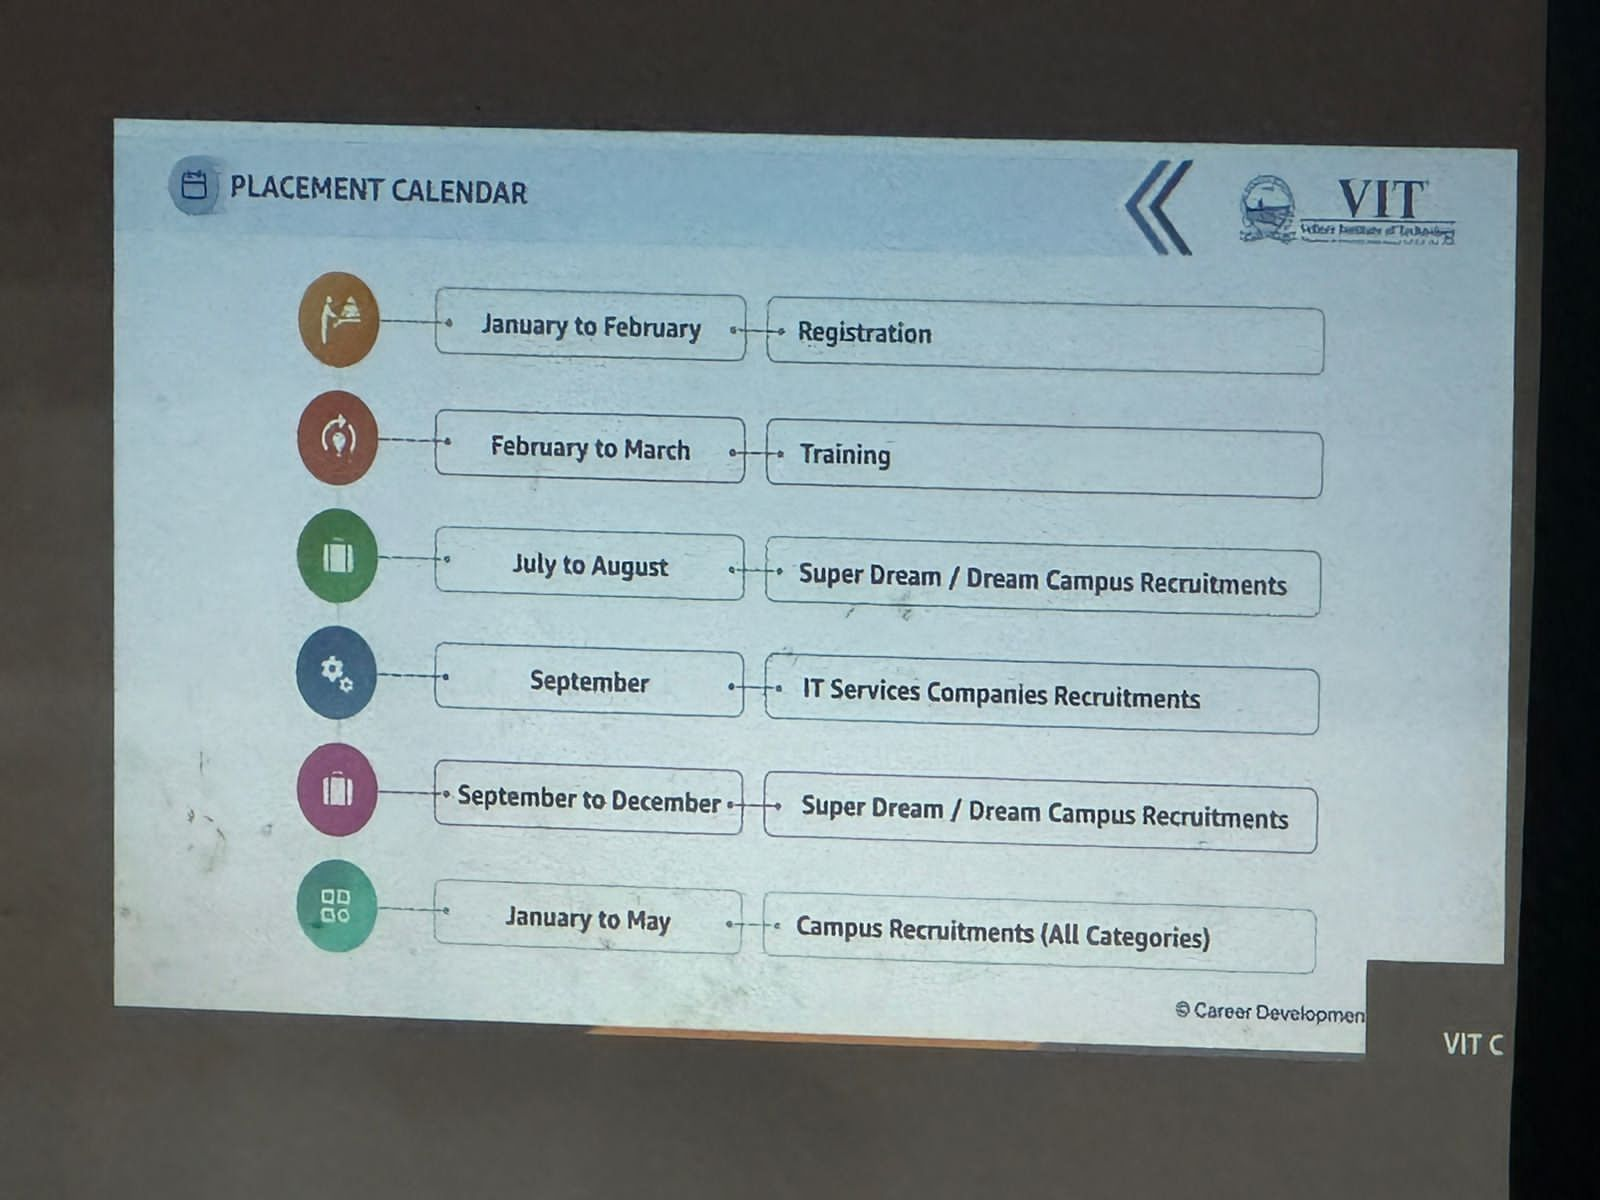 PLACEMENT CALENDAR
VIT
January to February
Registration
February to March
Training
July to August
Super Dream / Dream Campus Recruitments
September
IT Services Companies Recruitments
September to December
Super Dream / Dream Campus Recruitments
January to May
Campus Recruitments (All Categories)
© Career Developmen
VIT C